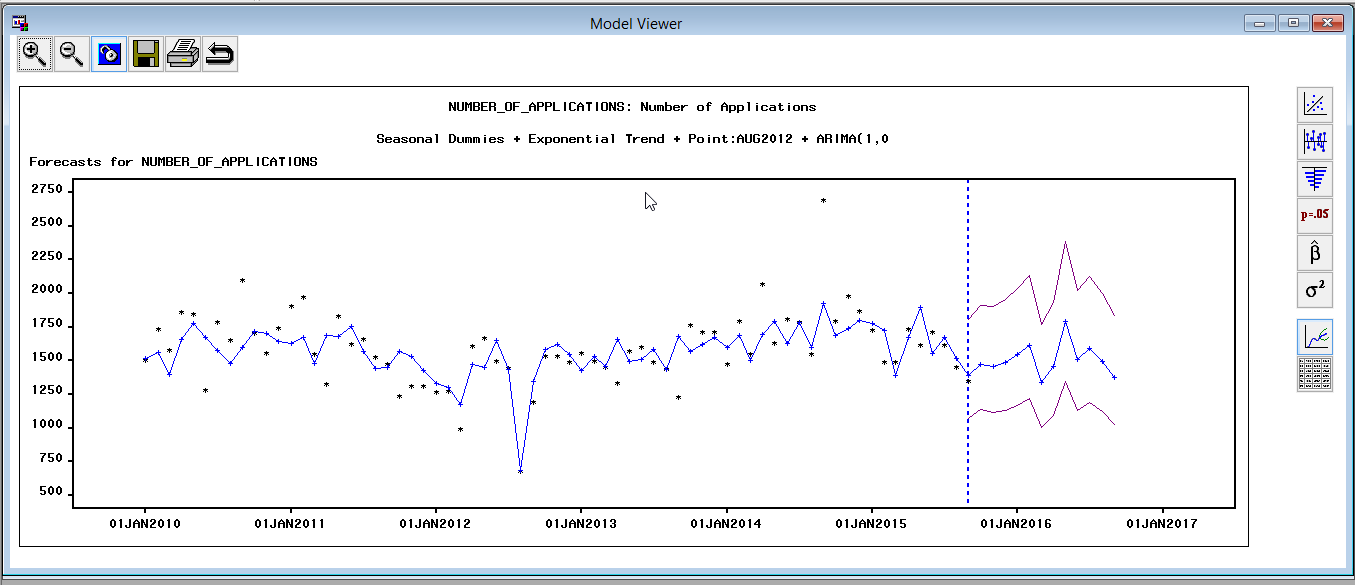 Model Viewer
NUMBER_OF_APPLICATIONS: Number of Applications
Seasonal Dummies + Exponential Trend + Point:AUG2012 + ARIMA(1,0
Forecasts for NUMBER_OF_APPLICATIONS
2750
2500
2250
2000
1750
1500
1250
1000
750
500
01JAN2010 01JAN2011 01JAN2012 01JAN2013 01JAN2014 01JAN2015 01JAN2016 01JAN2017
p=.05
β̂
σ²